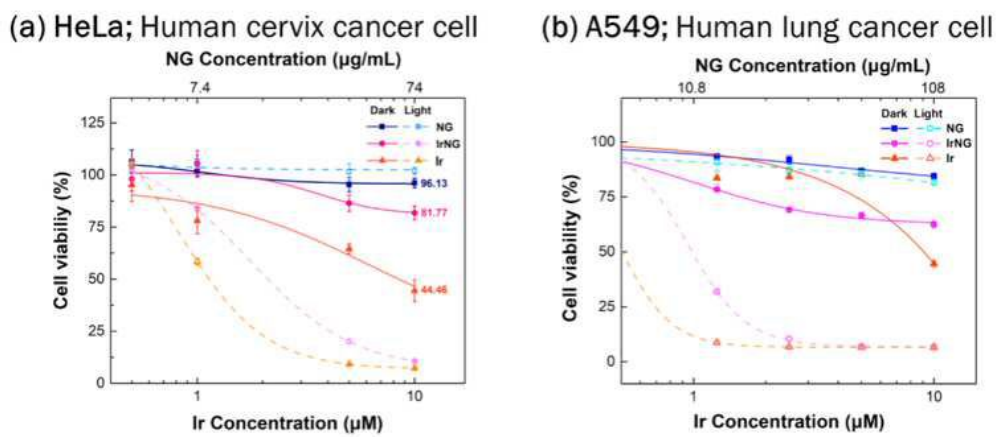 (a) HeLa; Human cervix cancer cell
NG Concentration (µg/mL)
7.4 74
Dark Light
NG
IrNG
Ir
125
100
75
50
25
0
96.13
81.77
44.46
Cell viabiliy (%)
1 10
Ir Concentration (µM)
(b) A549; Human lung cancer cell
NG Concentration (µg/mL)
10.8 108
Dark Light
NG
IrNG
Ir
100
75
50
25
0
Cell viability (%)
1 10
Ir Concentration (µM)